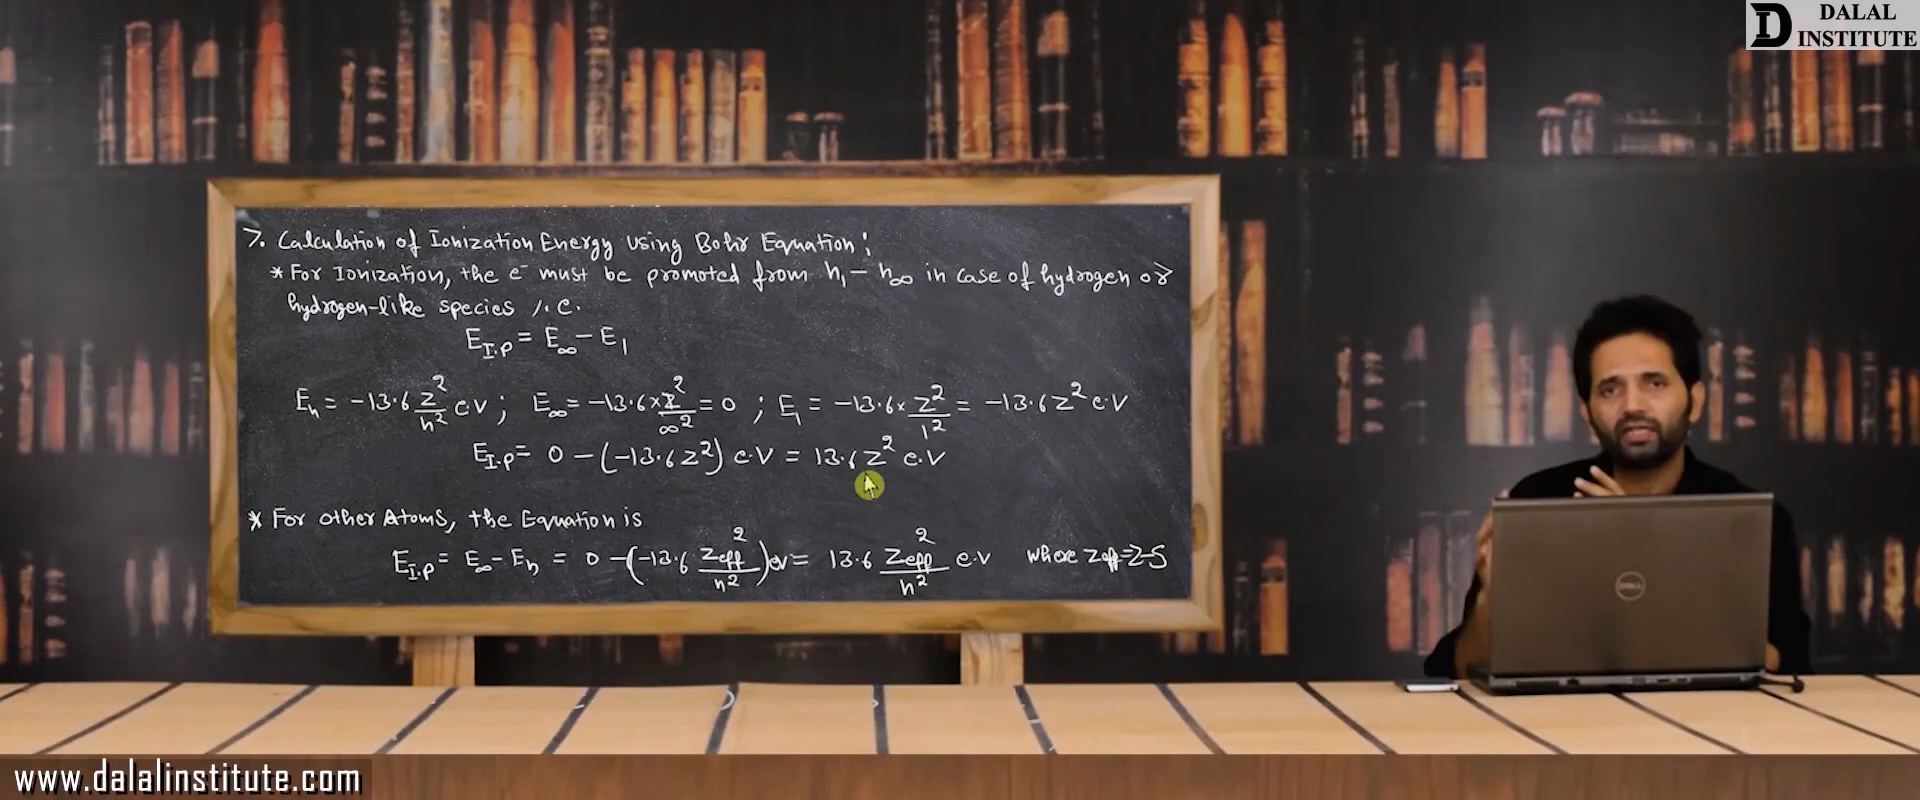 DALAL
INSTITUTE
7. Calculation of Ionization Energy using Bohr Equation:
* For Ionization, the e⁻ must be promoted from n₁ – n∞ in case of hydrogen or
hydrogen-like species i.e.
E_I.P = E∞ – E₁
Eₙ = –13.6 Z²/n² eV ; E∞ = –13.6 × Z²/∞² = 0 ; E₁ = –13.6 × Z²/1² = –13.6 Z² eV
E_I.P = 0 – (–13.6 Z²) eV = 13.6 Z² eV
* For other Atoms, the Equation is
E_I.P = E∞ – Eₙ = 0 – (–13.6 Zeff²/n²) eV = 13.6 Zeff²/n² eV where Zeff = Z–S
DELL
www.dalalinstitute.com